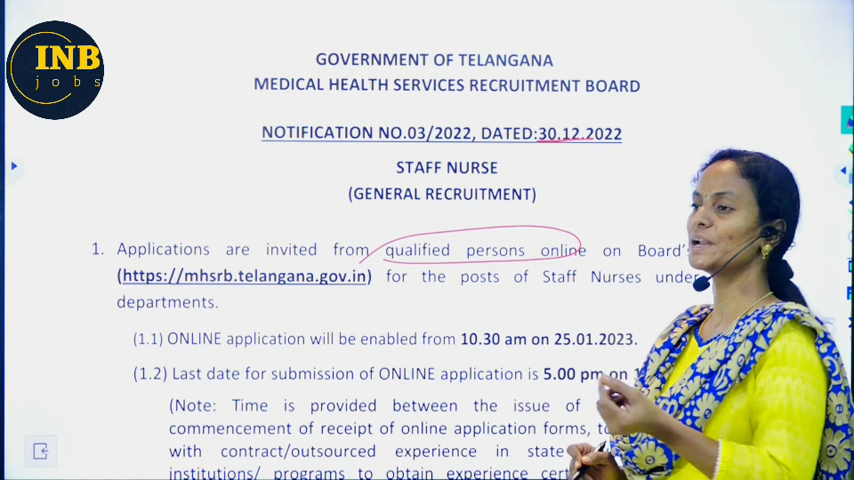 INB
jobs
GOVERNMENT OF TELANGANA
MEDICAL HEALTH SERVICES RECRUITMENT BOARD
NOTIFICATION NO.03/2022, DATED:30.12.2022
STAFF NURSE
(GENERAL RECRUITMENT)
1. Applications are invited from qualified persons online on Board'
(https://mhsrb.telangana.gov.in) for the posts of Staff Nurses under
departments.
(1.1) ONLINE application will be enabled from 10.30 am on 25.01.2023.
(1.2) Last date for submission of ONLINE application is 5.00 pm on
(Note: Time is provided between the issue of
commencement of receipt of online application forms,
with contract/outsourced experience in state
institutions/ programs to obtain experience